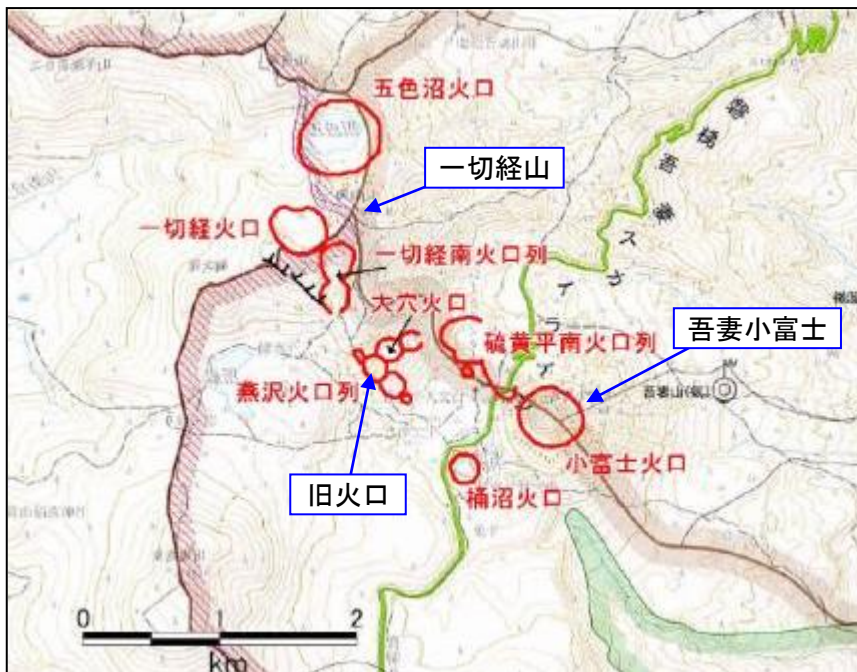 五色沼火口
一切経山
一切経火口
一切経南火口列
大穴火口
硫黄平南火口列
吾妻小富士
燕沢火口列
小富士火口
旧火口
桶沼火口
磐梯吾妻スカイライン
0 1 2
km